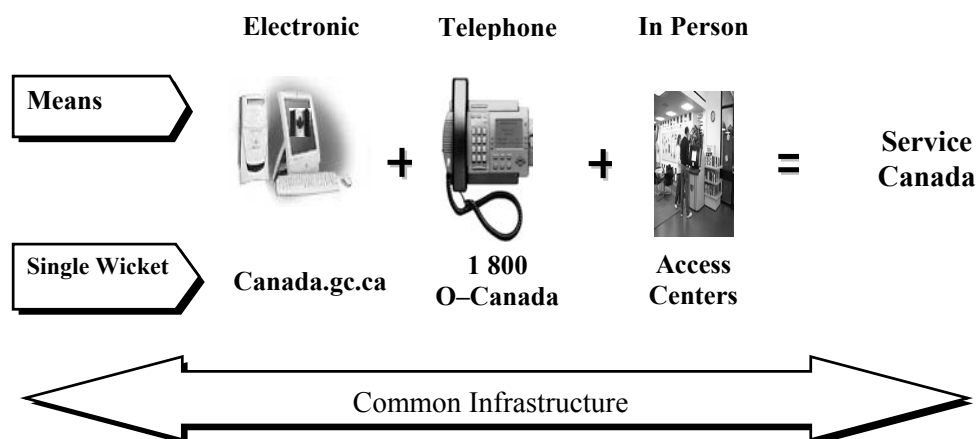 Electronic Telephone In Person
Means
+ + = Service
Canada
Single Wicket
Canada.gc.ca
1 800
O–Canada
Access
Centers
Common Infrastructure